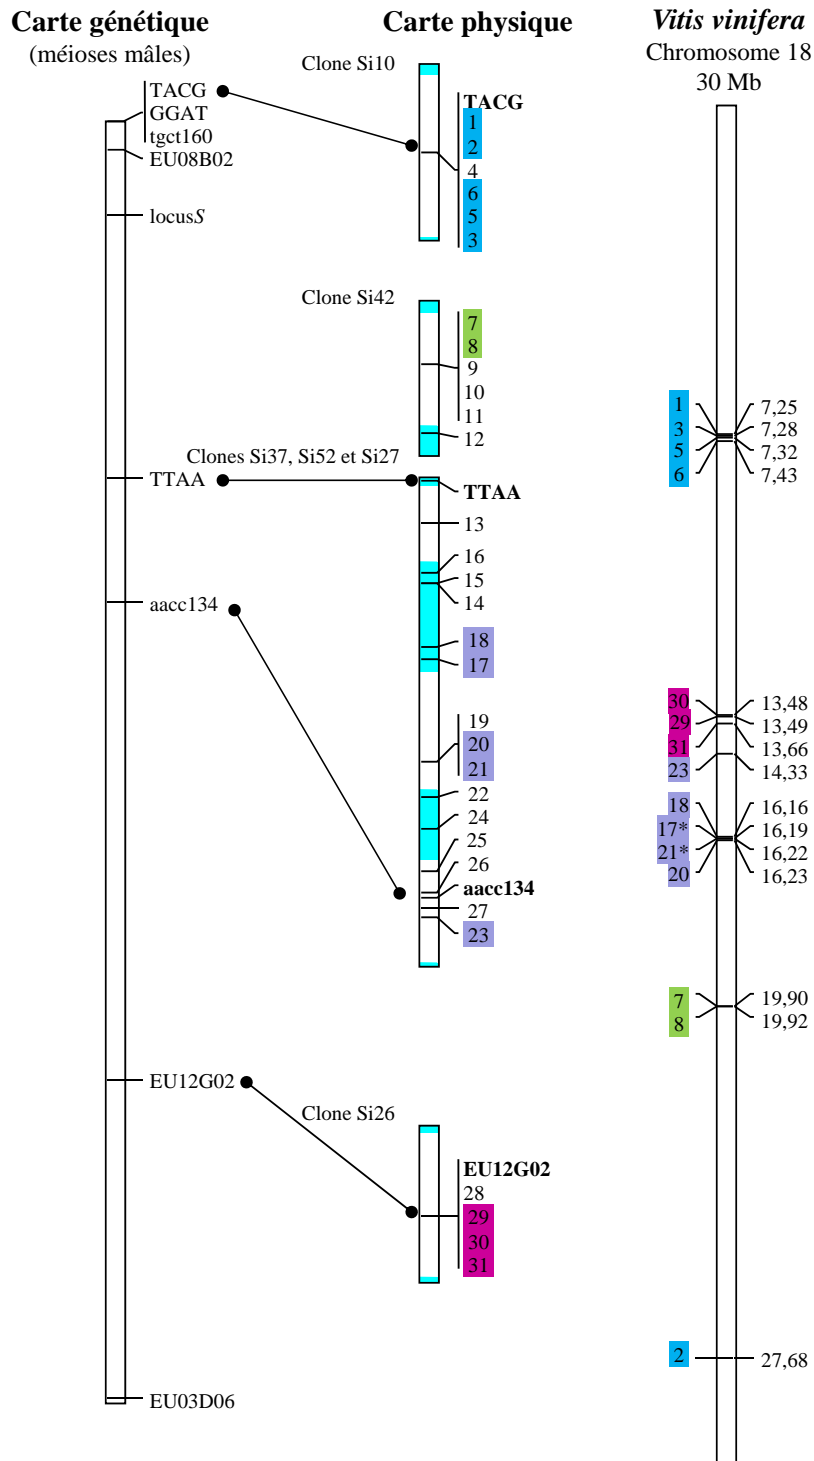 Carte génétique
(méioses mâles)
TACG
GGAT
tgct160
EU08B02
locusS
TTAA
aacc134
EU12G02
EU03D06
Carte physique
Clone Si10
TACG
1
2
4
6
5
3
Clone Si42
7
8
9
10
11
12
Clones Si37, Si52 et Si27
TTAA
13
16
15
14
18
17
19
20
21
22
24
25
26
aacc134
27
23
Clone Si26
EU12G02
28
29
30
31
Vitis vinifera
Chromosome 18
30 Mb
1 7,25
3 7,28
5 7,32
6 7,43
30 13,48
29 13,49
31 13,66
23 14,33
18 16,16
17* 16,19
21* 16,22
20 16,23
7 19,90
8 19,92
2 27,68